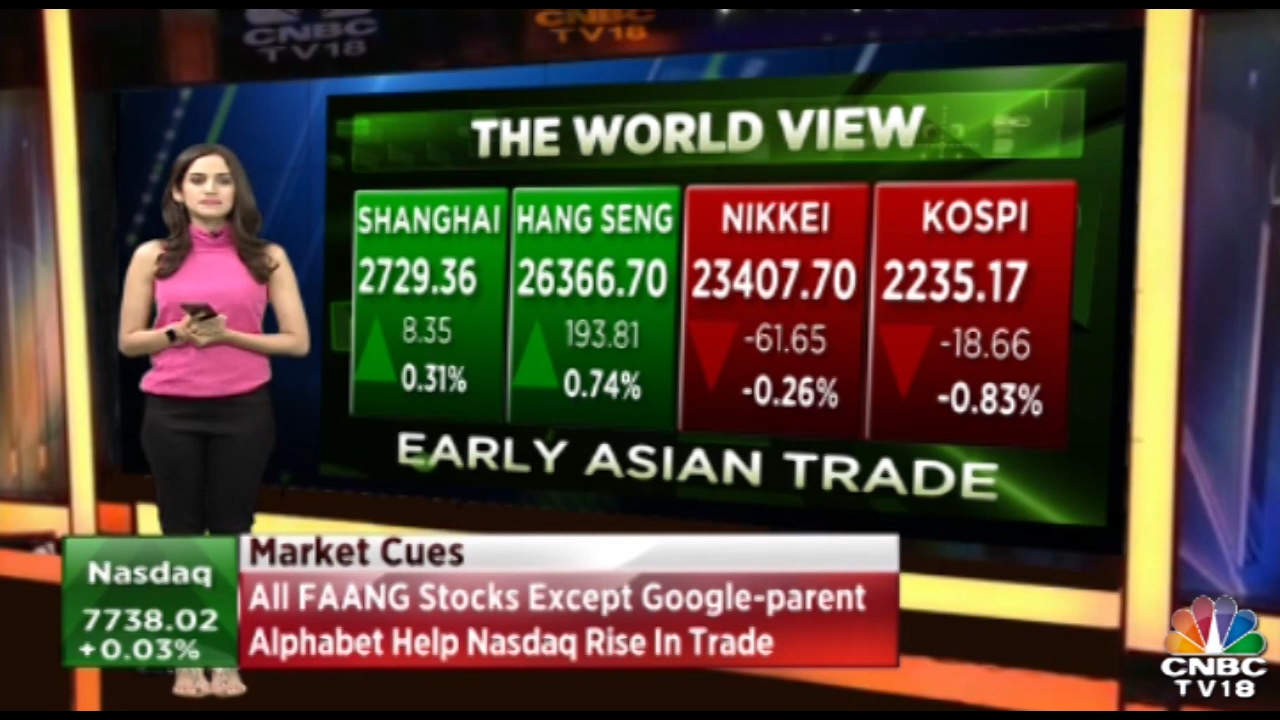 CNBC
TV18
CNBC
TV18
THE WORLD VIEW
SHANGHAI
2729.36
8.35
0.31%
HANG SENG
26366.70
193.81
0.74%
NIKKEI
23407.70
-61.65
-0.26%
KOSPI
2235.17
-18.66
-0.83%
EARLY ASIAN TRADE
Nasdaq
7738.02
+0.03%
Market Cues
All FAANG Stocks Except Google-parent
Alphabet Help Nasdaq Rise In Trade
CNBC
TV18